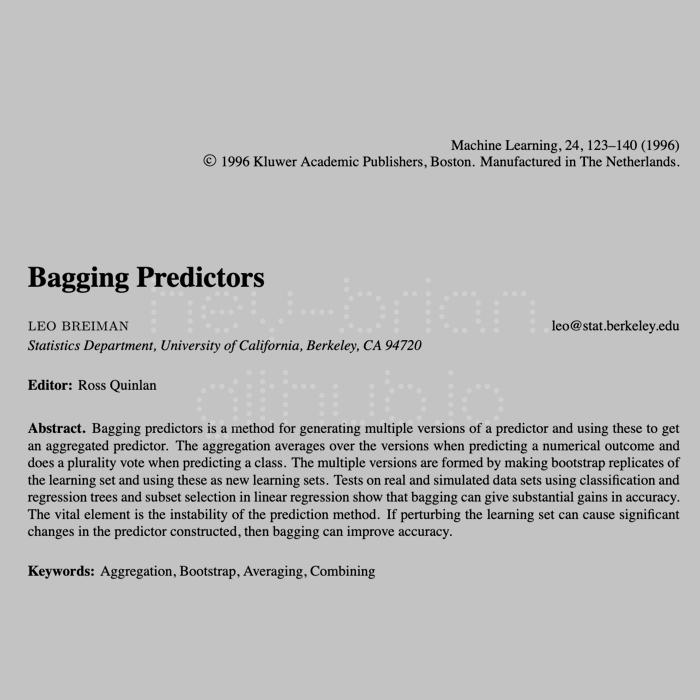 Machine Learning, 24, 123–140 (1996)
© 1996 Kluwer Academic Publishers, Boston. Manufactured in The Netherlands.
Bagging Predictors
hey-brian.
github.io
LEO BREIMAN
leo@stat.berkeley.edu
Statistics Department, University of California, Berkeley, CA 94720
Editor: Ross Quinlan
Abstract. Bagging predictors is a method for generating multiple versions of a predictor and using these to get
an aggregated predictor. The aggregation averages over the versions when predicting a numerical outcome and
does a plurality vote when predicting a class. The multiple versions are formed by making bootstrap replicates of
the learning set and using these as new learning sets. Tests on real and simulated data sets using classification and
regression trees and subset selection in linear regression show that bagging can give substantial gains in accuracy.
The vital element is the instability of the prediction method. If perturbing the learning set can cause significant
changes in the predictor constructed, then bagging can improve accuracy.
Keywords: Aggregation, Bootstrap, Averaging, Combining